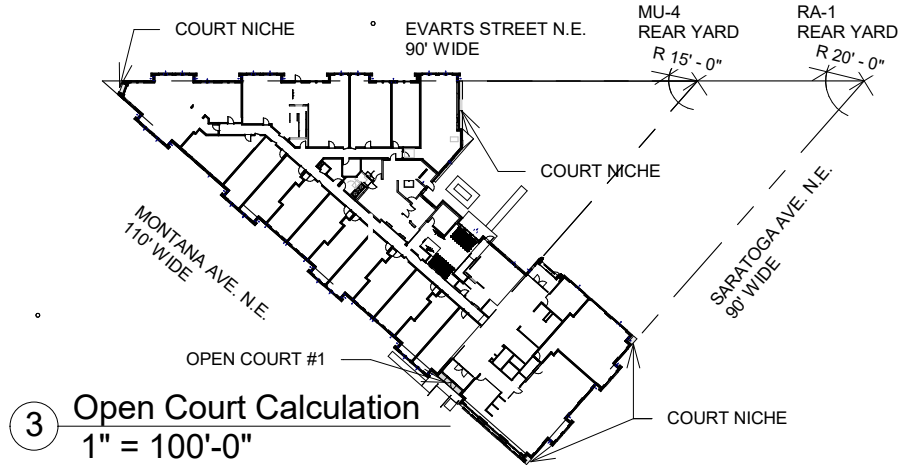 COURT NICHE
EVARTS STREET N.E.
90' WIDE
MU-4
REAR YARD
R 15' - 0"
RA-1
REAR YARD
R 20' - 0"
COURT NICHE
MONTANA AVE. N.E.
110' WIDE
SARATOGA AVE. N.E.
90' WIDE
OPEN COURT #1
COURT NICHE
3
Open Court Calculation
1" = 100'-0"